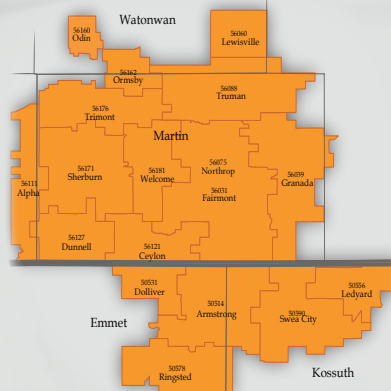 Watonwan
56160
Odin
56060
Lewisville
56162
Ormsby
56088
Truman
56176
Trimont
Martin
56171
Sherburn
56181
Welcome
56075
Northrop
56039
Granada
56111
Alpha
56031
Fairmont
56127
Dunnell
56121
Ceylon
50531
Dolliver
50514
Armstrong
50590
Swea City
50556
Ledyard
Emmet
50578
Ringsted
Kossuth